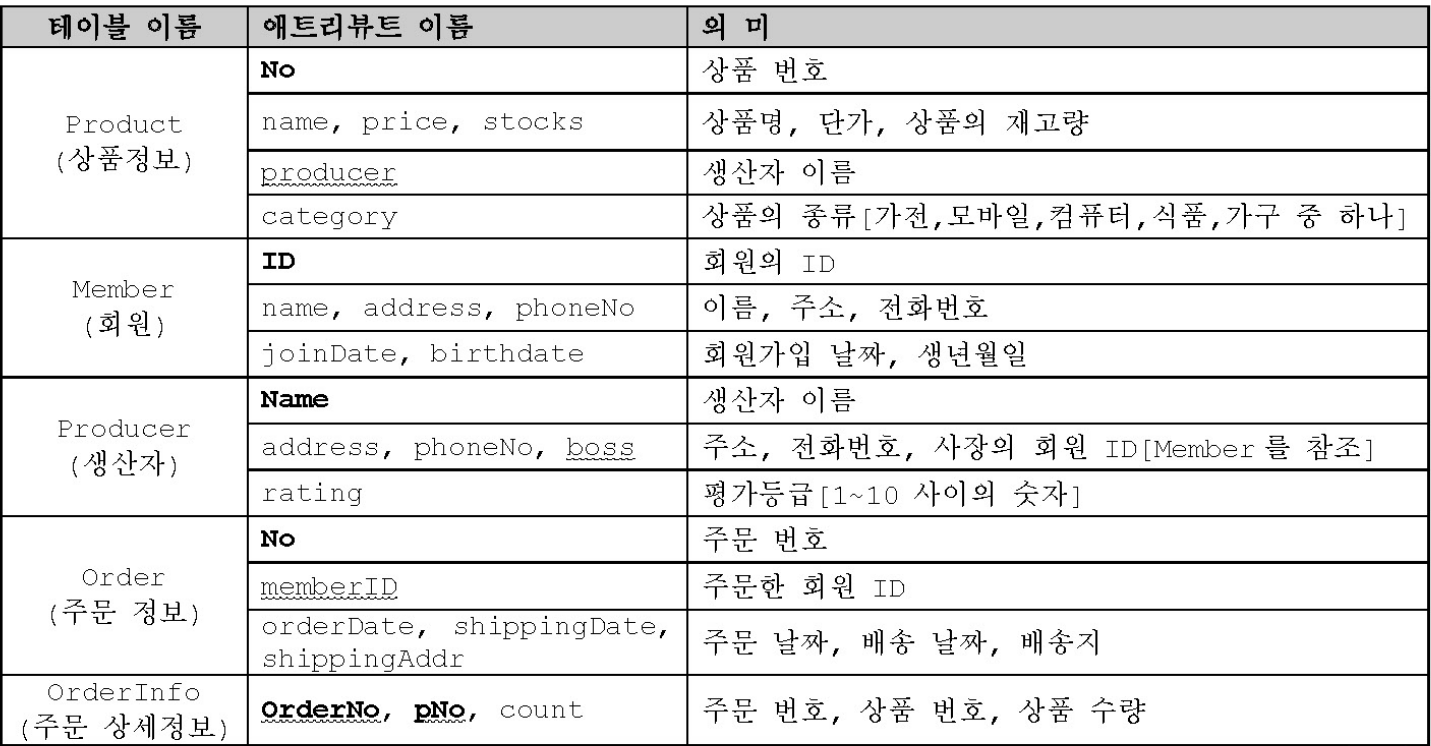 테이블 이름 애트리뷰트 이름 의 미
Product
(상품정보)
No 상품 번호
name, price, stocks 상품명, 단가, 상품의 재고량
producer 생산자 이름
category 상품의 종류[가전,모바일,컴퓨터,식품,가구 중 하나]
Member
(회원)
ID 회원의 ID
name, address, phoneNo 이름, 주소, 전화번호
joinDate, birthdate 회원가입 날짜, 생년월일
Producer
(생산자)
Name 생산자 이름
address, phoneNo, boss 주소, 전화번호, 사장의 회원 ID[Member를 참조]
rating 평가등급[1~10 사이의 숫자]
Order
(주문 정보)
No 주문 번호
memberID 주문한 회원 ID
orderDate, shippingDate,
shippingAddr
주문 날짜, 배송 날짜, 배송지
OrderInfo
(주문 상세정보)
OrderNo, pNo, count 주문 번호, 상품 번호, 상품 수량